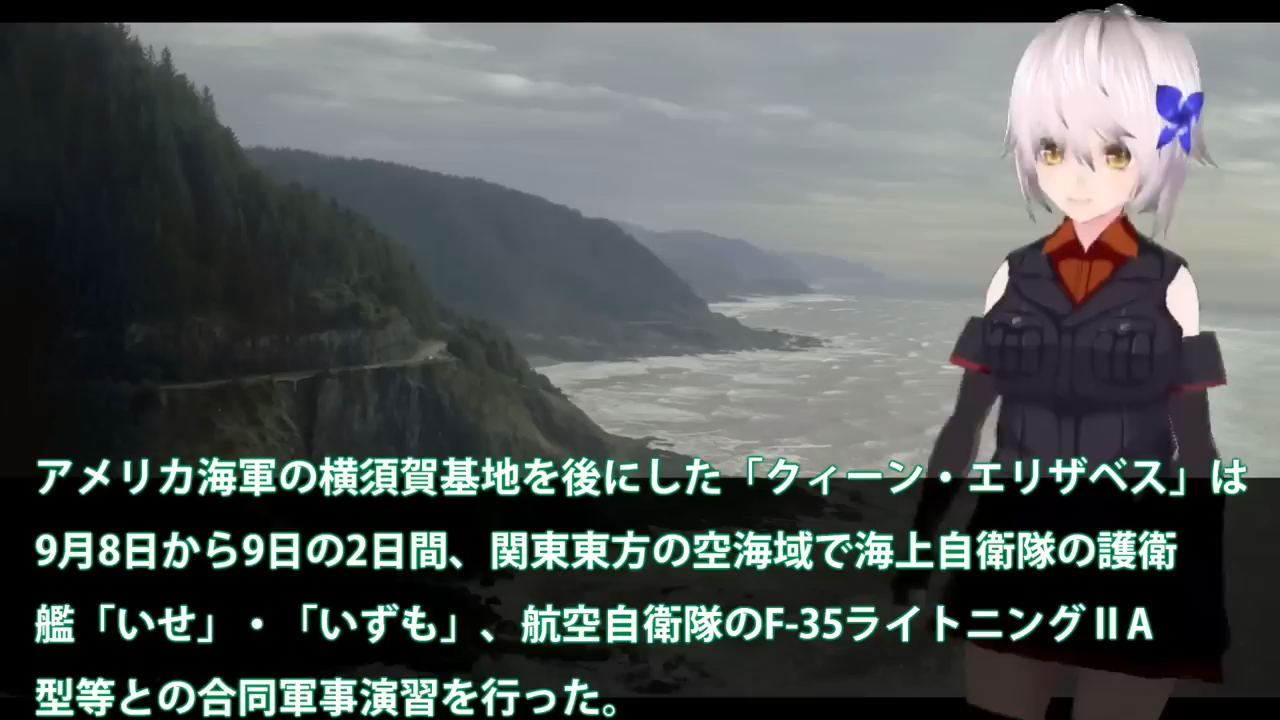 アメリカ海軍の横須賀基地を後にした「クィーン・エリザベス」は
9月8日から9日の2日間、関東東方の空海域で海上自衛隊の護衛
艦「いせ」・「いずも」、航空自衛隊のF-35ライトニングⅡA
型等との合同軍事演習を行った。